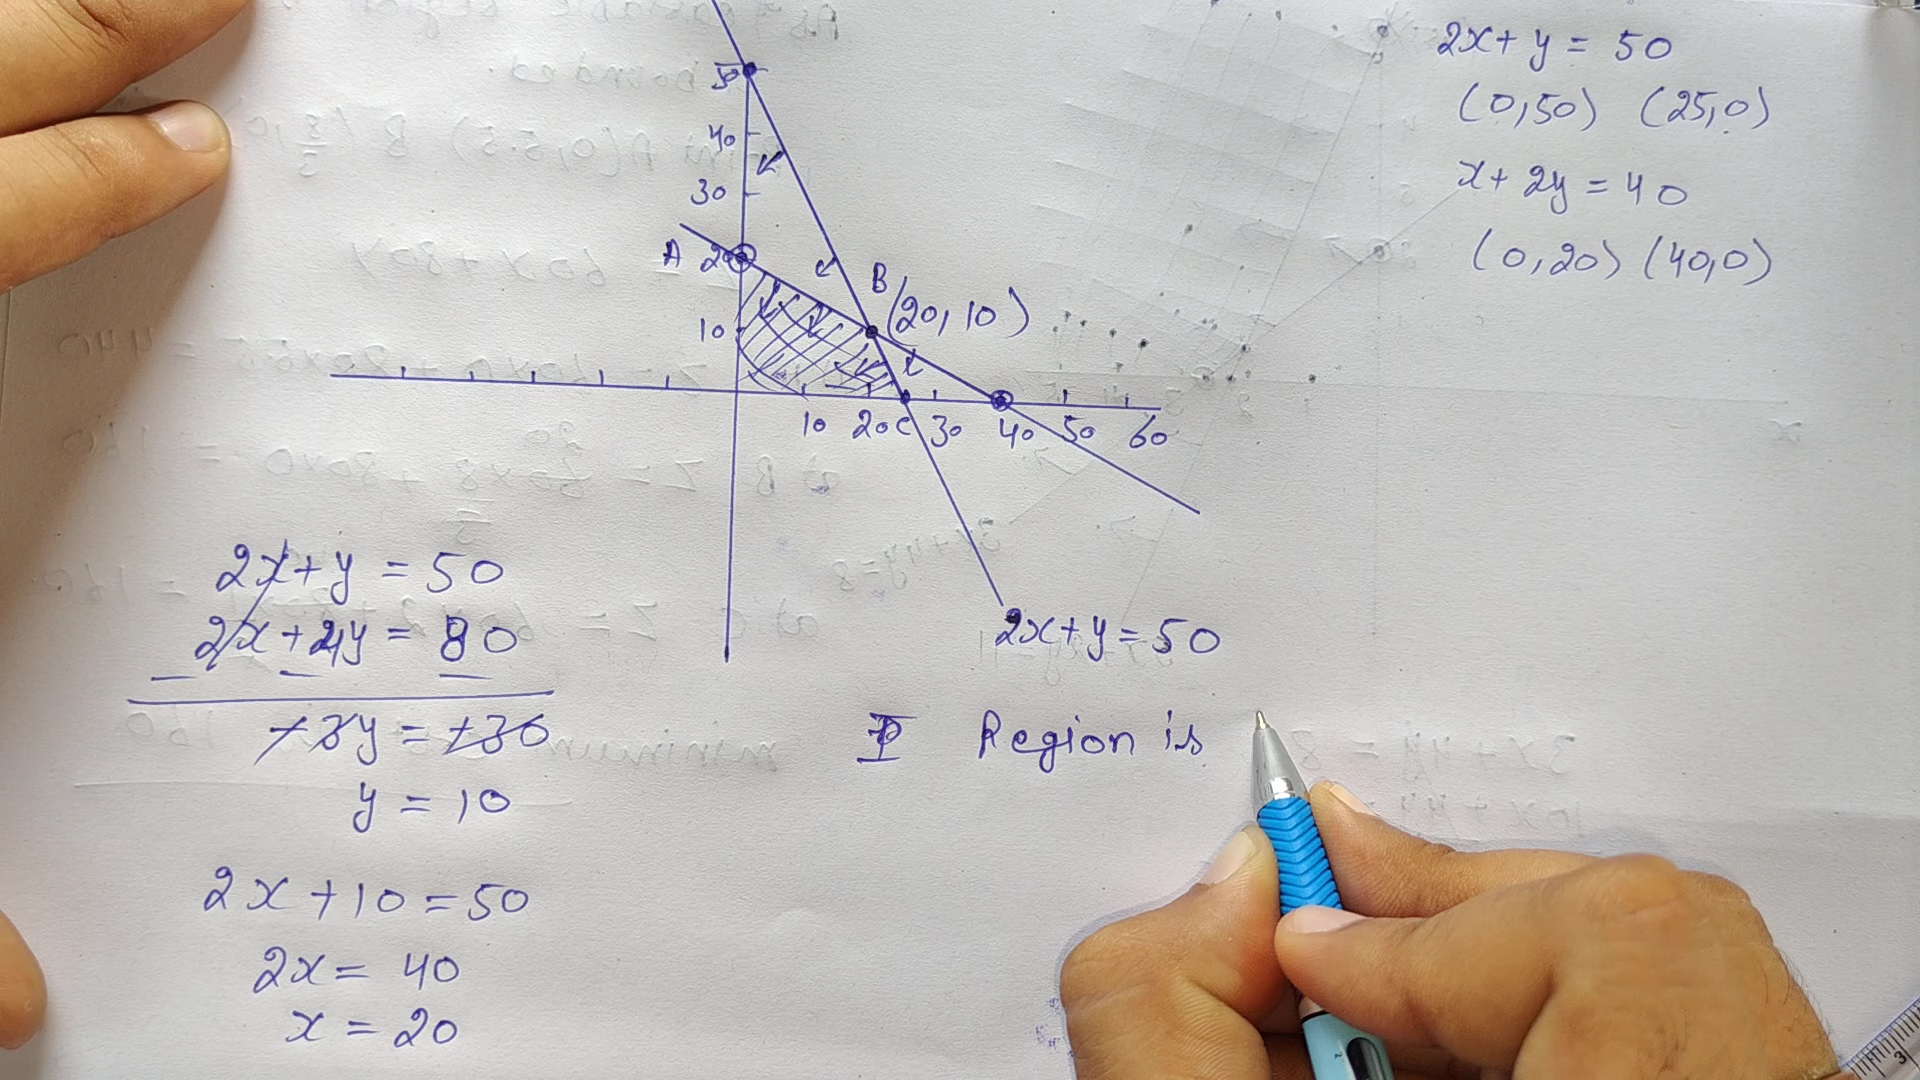 2x + y = 50
(0,50) (25,0)
x + 2y = 40
(0,20) (40,0)
50
40
30
A 20
B (20, 10)
10
10 20 C 30 40 50 60
2x + y = 50
2x + y = 50
2x + 4y = 80
-3y = -30
y = 10
2x + 10 = 50
2x = 40
x = 20
Region is